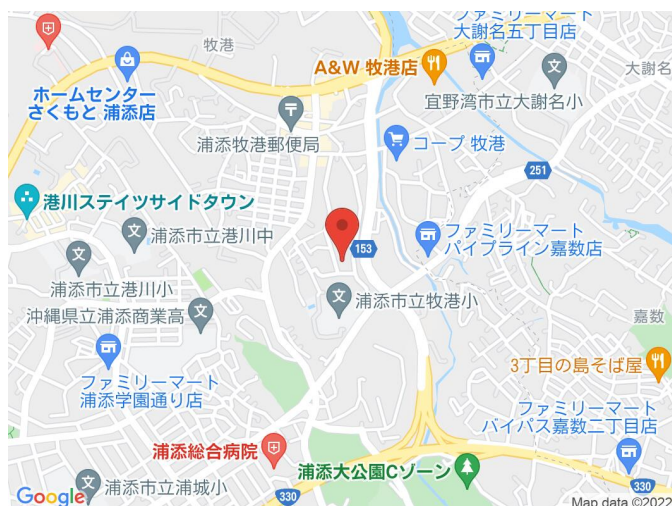 ファミリーマート
大謝名五丁目店
牧港
大謝名
A&W 牧港店
ホームセンター
さくもと 浦添店
宜野湾市立大謝名小
浦添牧港郵便局
コープ 牧港
251
港川ステイツサイドタウン
浦添市立港川中
ファミリーマート
パイプライン嘉数店
153
浦添市立港川小
浦添市立牧港小
沖縄県立浦添商業高
嘉数
3丁目の島そば屋
ファミリーマート
浦添学園通り店
ファミリーマート
バイパス嘉数二丁目店
浦添総合病院
浦添大公園Cゾーン
浦添市立浦城小
330
330
Google
Map data ©2022